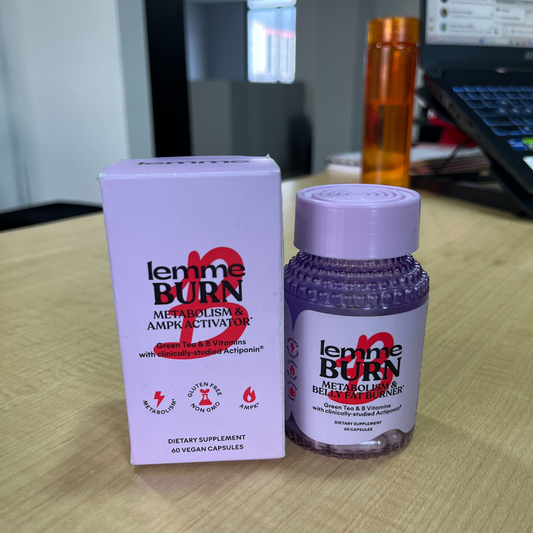 lemme
lemme
BURN
METABOLISM &
AMPK ACTIVATOR*
Green Tea & B Vitamins
with clinically-studied Actiponin®
METABOLISM*
GLUTEN FREE
NON GMO
AMPK*
DIETARY SUPPLEMENT
60 VEGAN CAPSULES
lemme
BURN
METABOLISM &
BELLY FAT BURNER*
Green Tea & B Vitamins
with clinically-studied Actiponin®
DIETARY SUPPLEMENT
60 CAPSULES